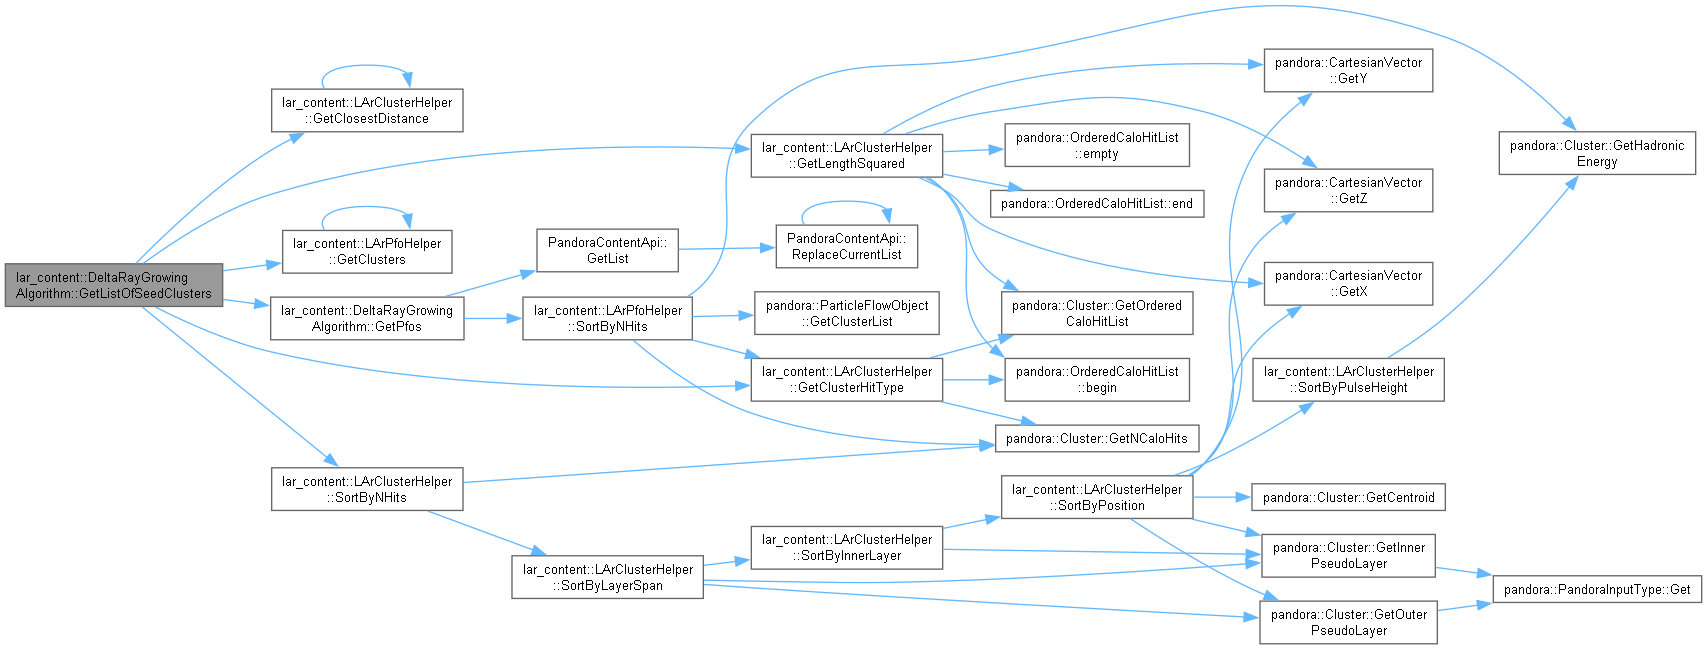 lar_content::DeltaRayGrowing
Algorithm::GetListOfSeedClusters
lar_content::LArClusterHelper
::GetClosestDistance
lar_content::LArPfoHelper
::GetClusters
lar_content::DeltaRayGrowing
Algorithm::GetPfos
lar_content::LArClusterHelper
::SortByNHits
PandoraContentApi::
GetList
lar_content::LArPfoHelper
::SortByNHits
lar_content::LArClusterHelper
::SortByLayerSpan
lar_content::LArClusterHelper
::GetLengthSquared
PandoraContentApi::
ReplaceCurrentList
pandora::ParticleFlowObject
::GetClusterList
lar_content::LArClusterHelper
::GetClusterHitType
lar_content::LArClusterHelper
::SortByInnerLayer
pandora::OrderedCaloHitList
::empty
pandora::OrderedCaloHitList::end
pandora::Cluster::GetOrdered
CaloHitList
pandora::OrderedCaloHitList
::begin
pandora::Cluster::GetNCaloHits
lar_content::LArClusterHelper
::SortByPosition
pandora::CartesianVector
::GetY
pandora::CartesianVector
::GetZ
pandora::CartesianVector
::GetX
lar_content::LArClusterHelper
::SortByPulseHeight
pandora::Cluster::GetCentroid
pandora::Cluster::GetInner
PseudoLayer
pandora::Cluster::GetOuter
PseudoLayer
pandora::Cluster::GetHadronic
Energy
pandora::PandoraInputType::Get